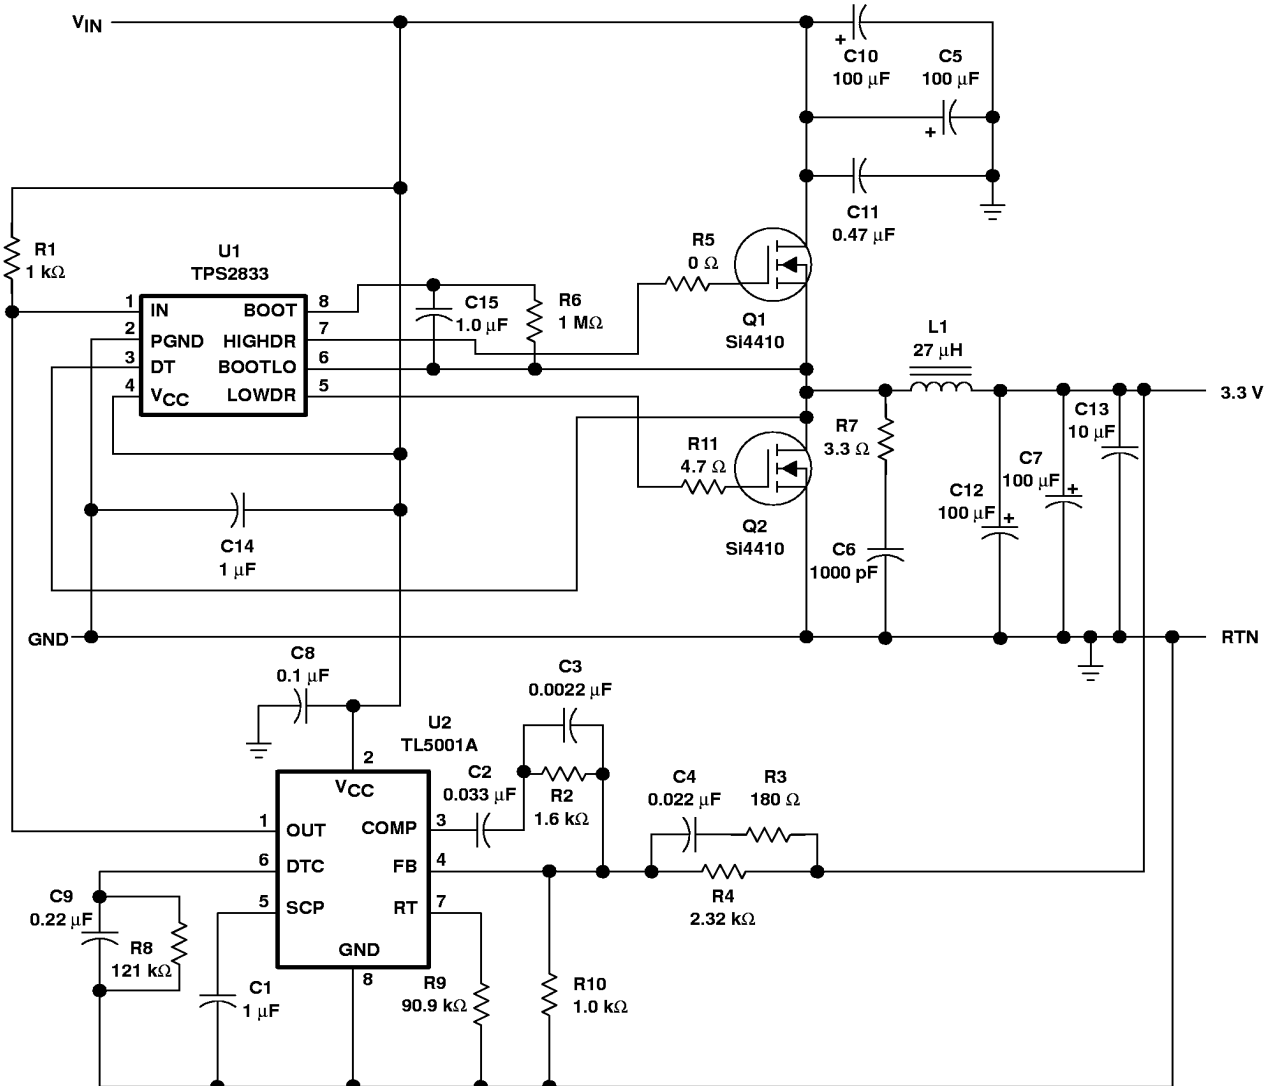 VIN
+
C10
100 μF
C5
100 μF
+
C11
0.47 μF
R1
1 kΩ
U1
TPS2833
1 IN BOOT 8
2 PGND HIGHDR 7
3 DT BOOTLO 6
4 VCC LOWDR 5
C15
1.0 μF
R6
1 MΩ
R5
0 Ω
Q1
Si4410
L1
27 μH
3.3 V
R11
4.7 Ω
Q2
Si4410
R7
3.3 Ω
C6
1000 pF
C13
10 μF
C7
100 μF
+
C12
100 μF
+
C14
1 μF
GND
RTN
C8
0.1 μF
C3
0.0022 μF
U2
TL5001A
2
VCC
C2
0.033 μF
R2
1.6 kΩ
C4
0.022 μF
R3
180 Ω
1 OUT COMP 3
6 DTC FB 4
5 SCP RT 7
GND
8
R4
2.32 kΩ
C9
0.22 μF
R8
121 kΩ
C1
1 μF
R9
90.9 kΩ
R10
1.0 kΩ